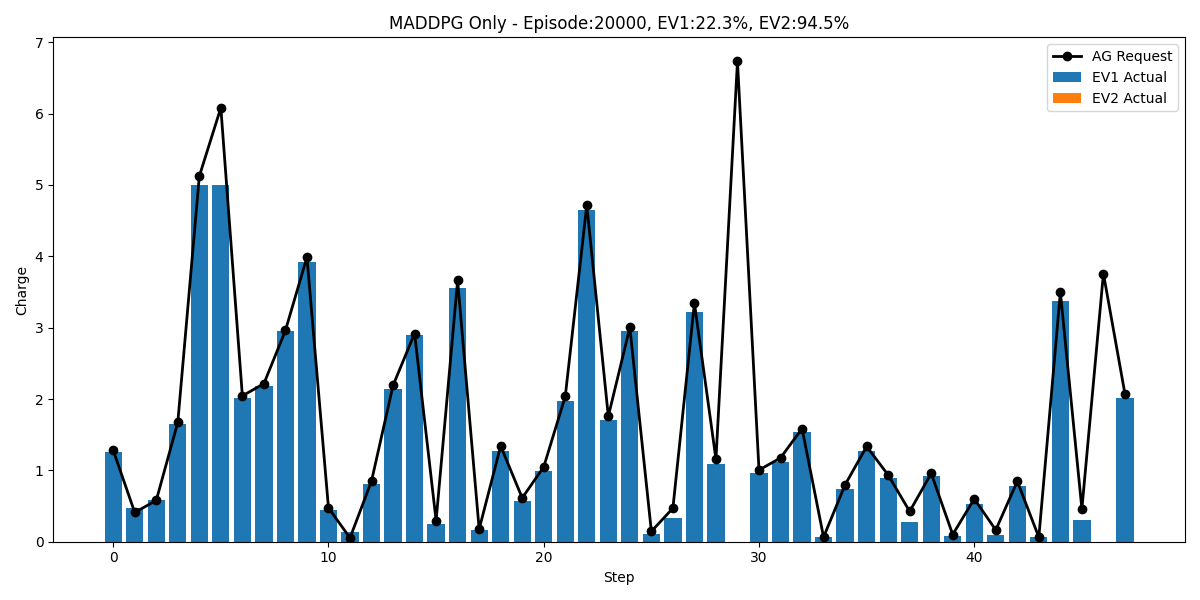 MADDPG Only - Episode:20000, EV1:22.3%, EV2:94.5%
AG Request
EV1 Actual
EV2 Actual
Charge
7
6
5
4
3
2
1
0
0
10
20
30
40
Step